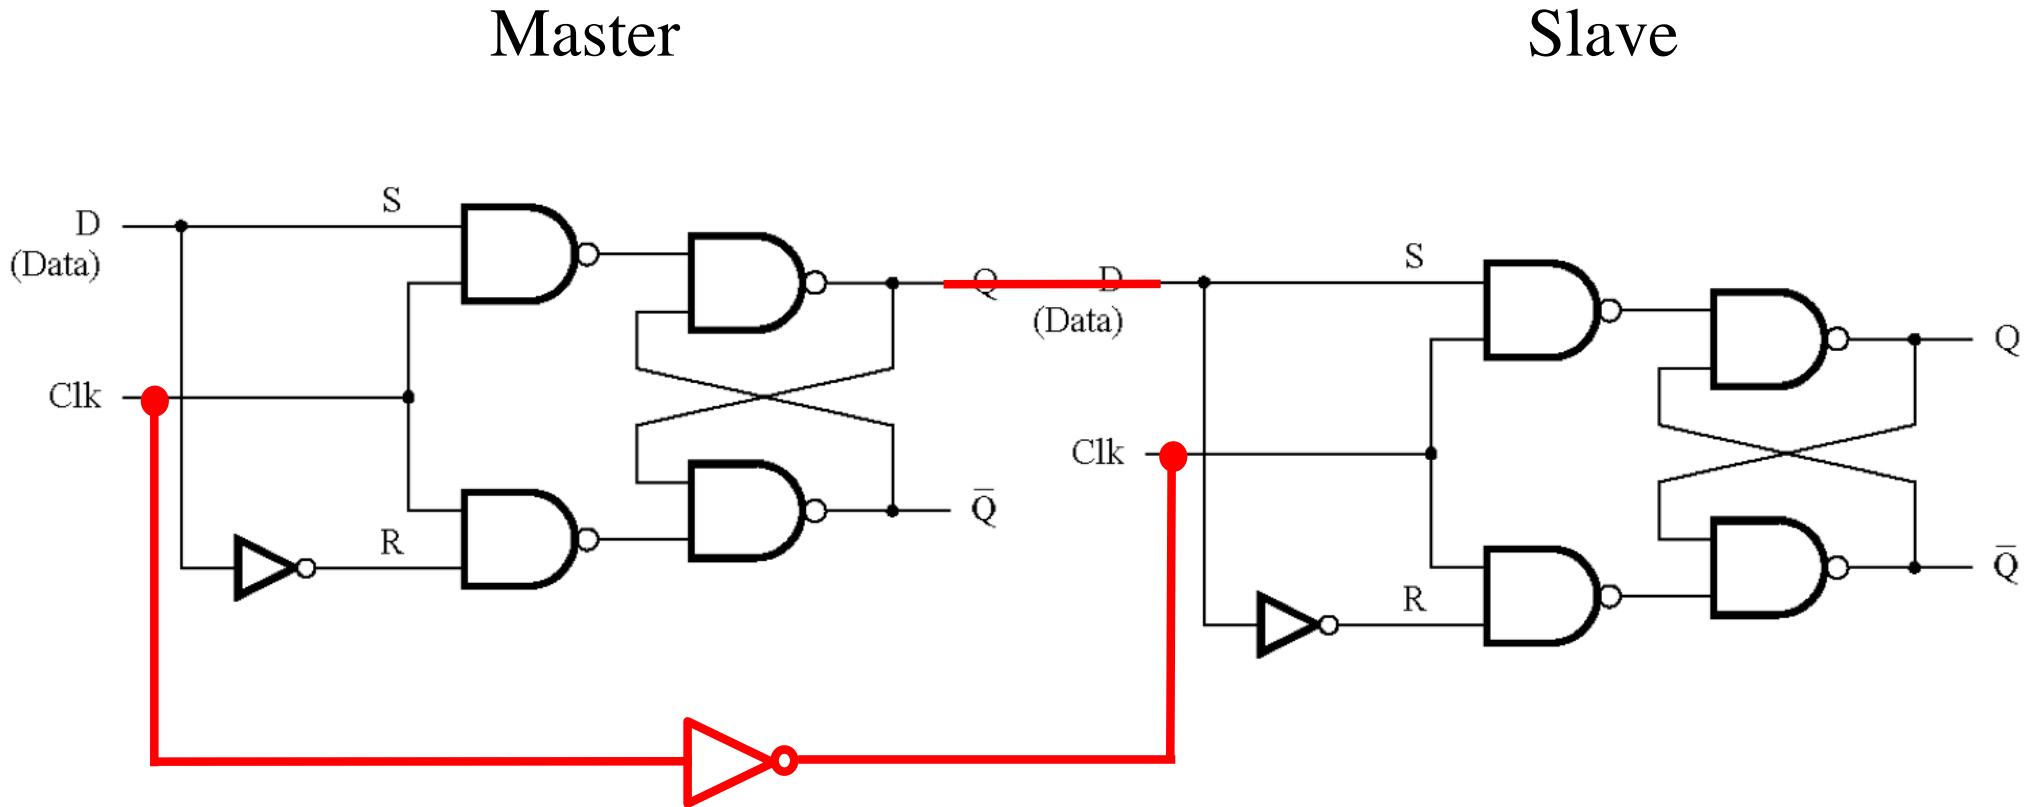 Master
Slave
D
(Data)
S
Clk
R
Q
Q̅
D
(Data)
S
Clk
R
Q
Q̅